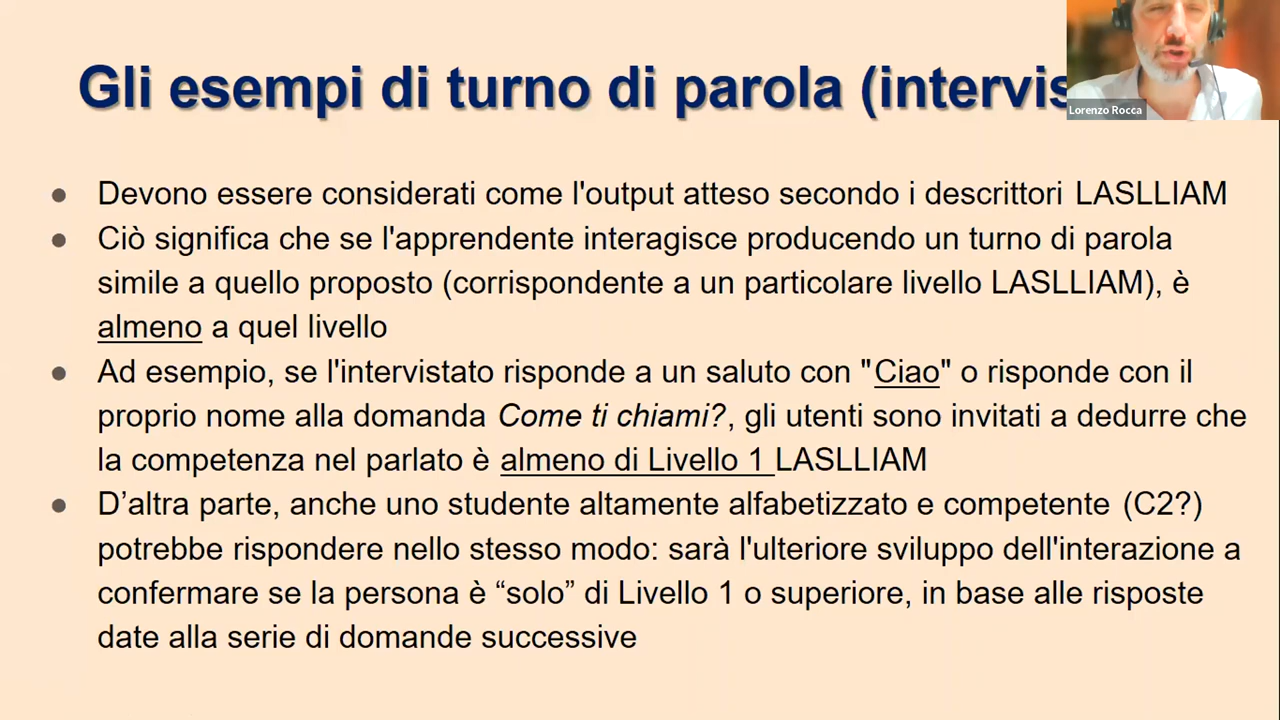 Gli esempi di turno di parola (intervis
Lorenzo Rocca
● Devono essere considerati come l'output atteso secondo i descrittori LASLLIAM
● Ciò significa che se l'apprendente interagisce producendo un turno di parola
simile a quello proposto (corrispondente a un particolare livello LASLLIAM), è
almeno a quel livello
● Ad esempio, se l'intervistato risponde a un saluto con "Ciao" o risponde con il
proprio nome alla domanda Come ti chiami?, gli utenti sono invitati a dedurre che
la competenza nel parlato è almeno di Livello 1 LASLLIAM
● D’altra parte, anche uno studente altamente alfabetizzato e competente (C2?)
potrebbe rispondere nello stesso modo: sarà l'ulteriore sviluppo dell'interazione a
confermare se la persona è “solo” di Livello 1 o superiore, in base alle risposte
date alla serie di domande successive